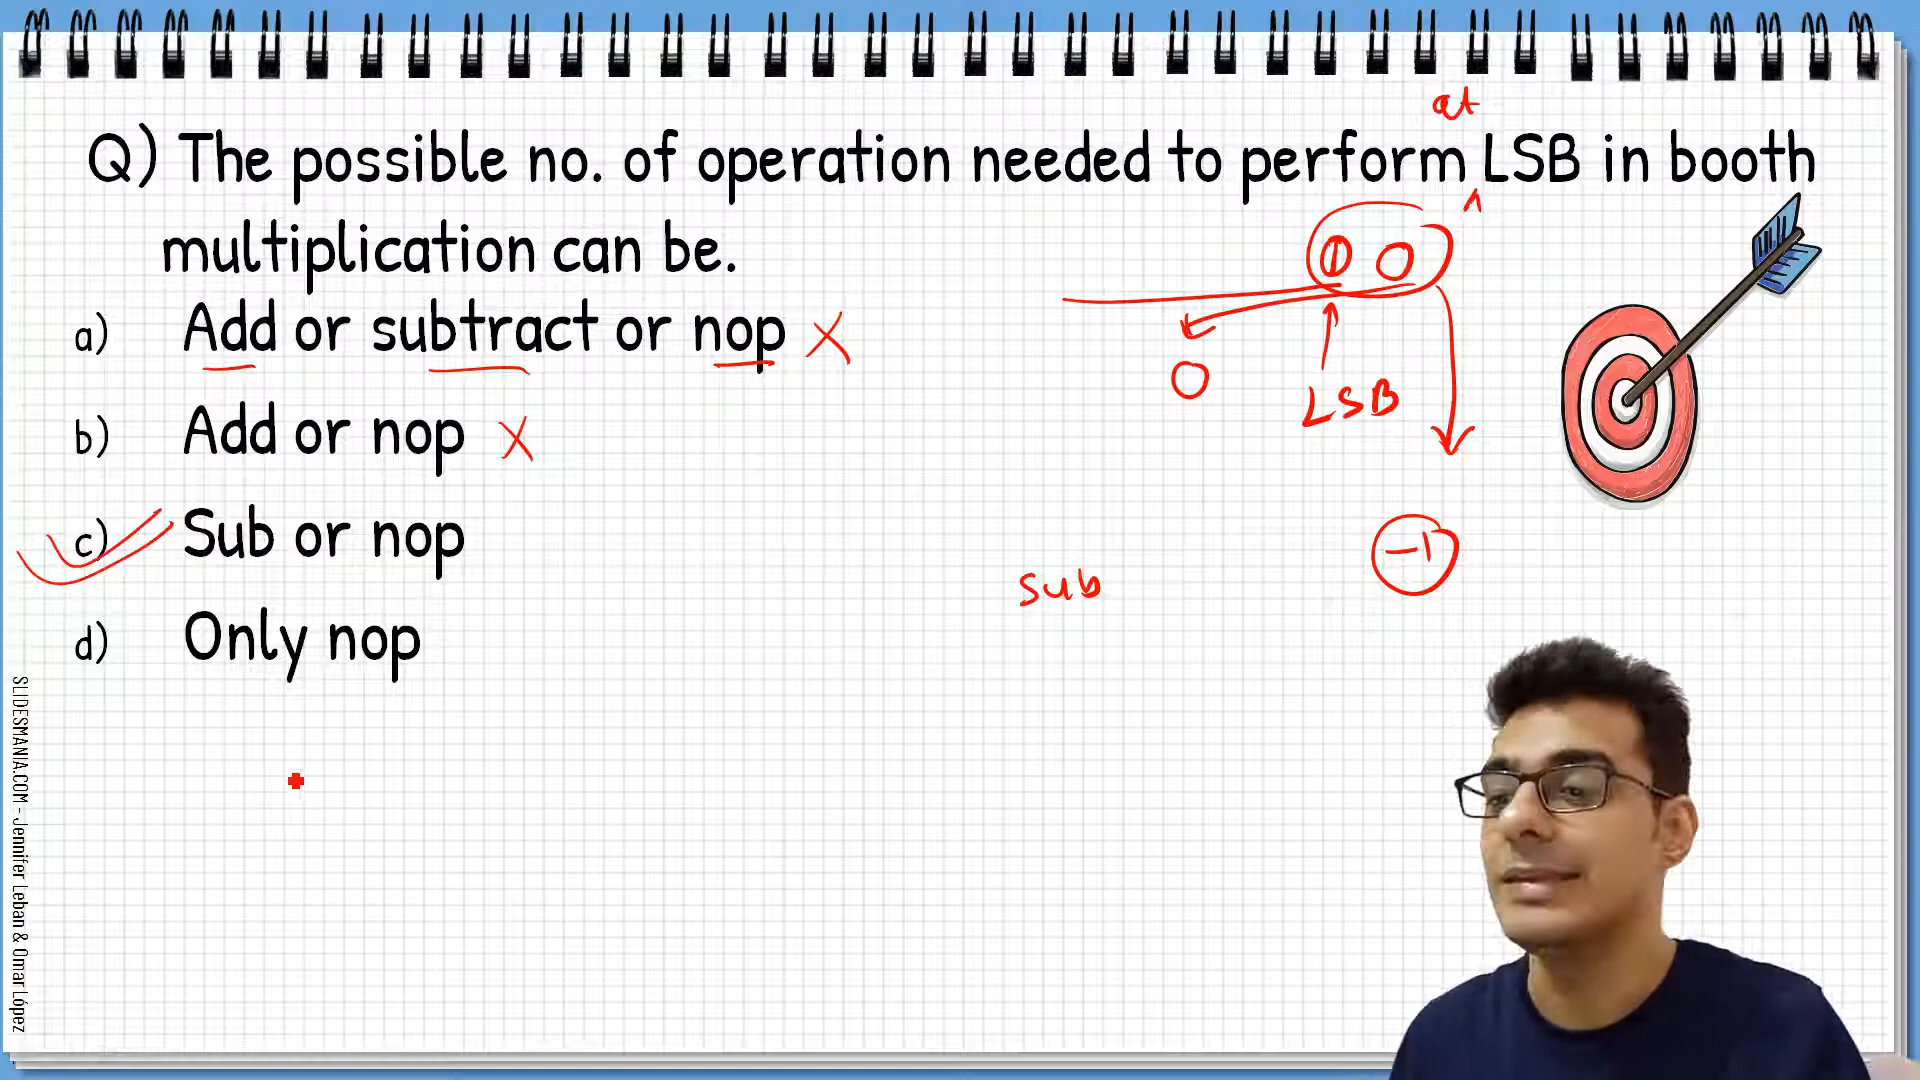 at
Q) The possible no. of operation needed to perform LSB in booth
^
multiplication can be.
0 0
a) Add or subtract or nop X
0
LSB
b) Add or nop X
c) Sub or nop
-1
sub
d) Only nop
SLIDESMANIA.COM - Jennifer Leban & Omar López